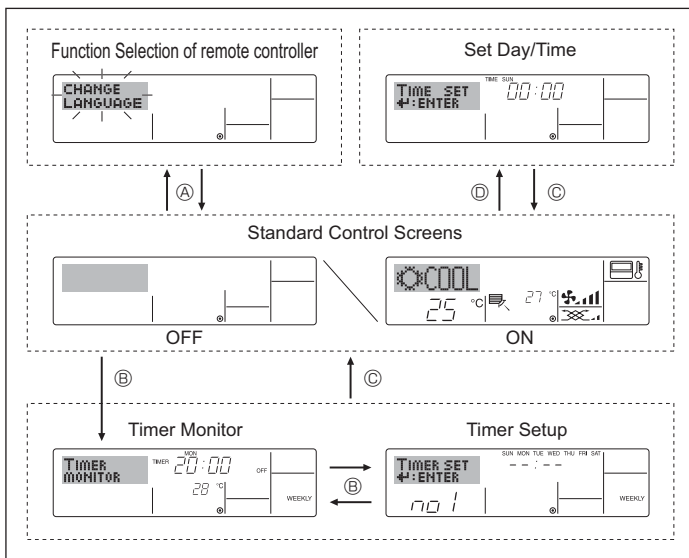 Function Selection of remote controller
CHANGE
LANGUAGE
Set Day/Time
TIME SUN
TIME SET 00:00
↵:ENTER
Ⓐ
Ⓓ
Ⓒ
Standard Control Screens
OFF
COOL
25 °C 27 °C
ON
Ⓑ
Ⓒ
Timer Monitor
MON
TIMER MONITOR TIMER 20:00 OFF
28 °C
WEEKLY
Ⓑ
Timer Setup
SUN MON TUE WED THU FRI SAT
TIMER SET --:--
↵:ENTER
no 1
WEEKLY